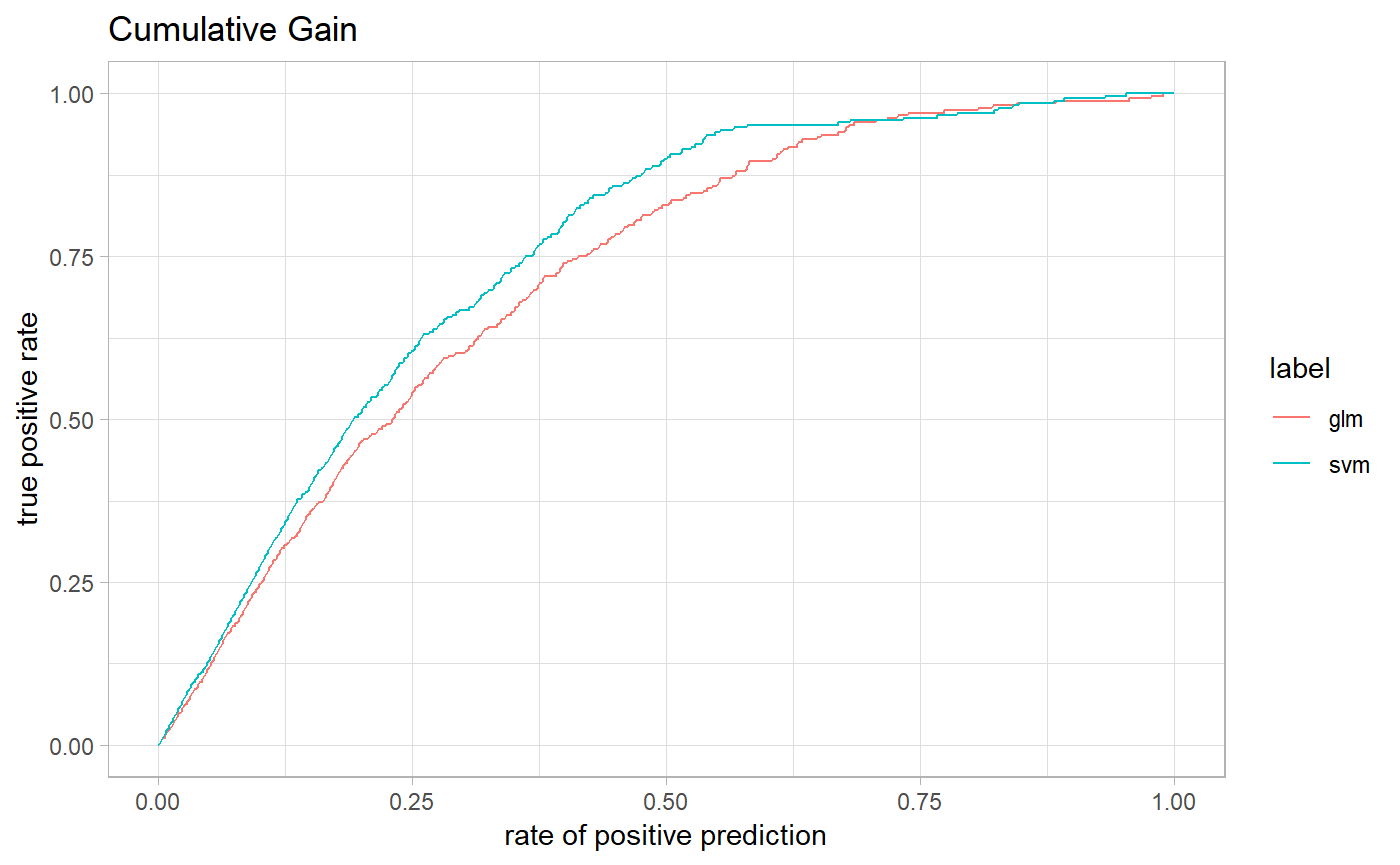 Cumulative Gain
true positive rate
1.00
0.75
0.50
0.25
0.00
0.00 0.25 0.50 0.75 1.00
rate of positive prediction
label
glm
svm